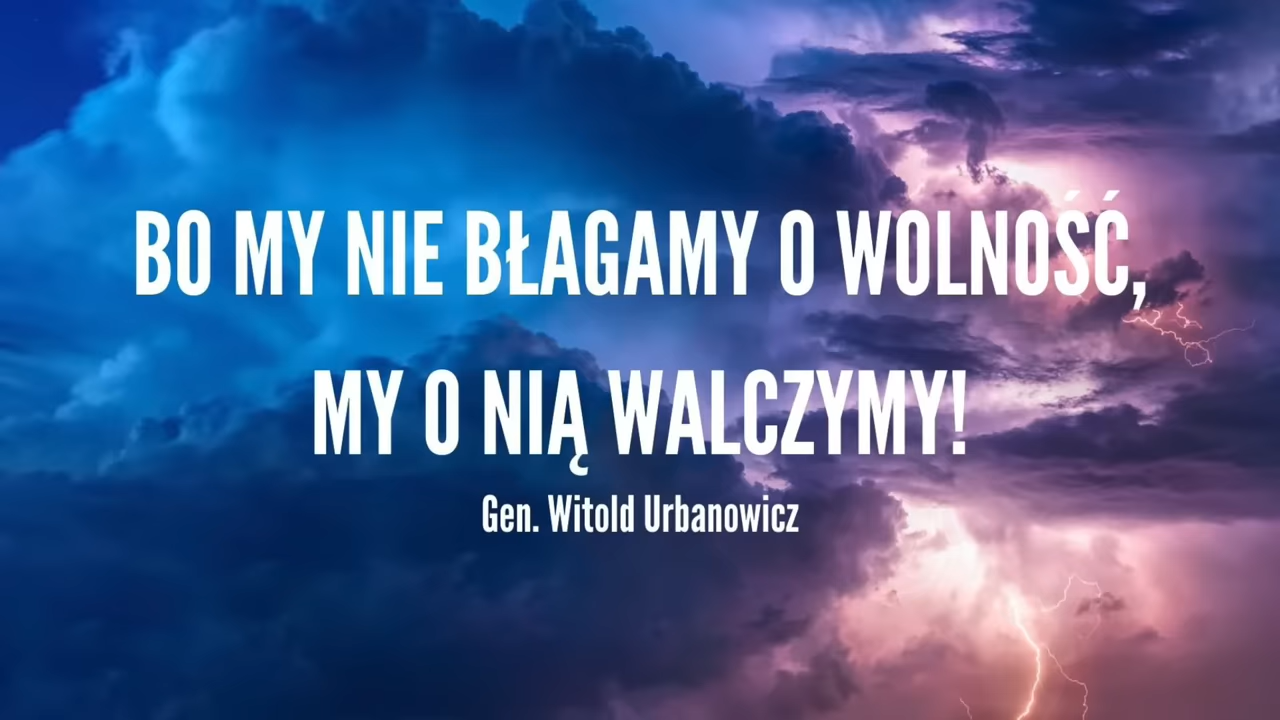 BO MY NIE BŁAGAMY O WOLNOŚĆ,
MY O NIĄ WALCZYMY!
Gen. Witold Urbanowicz